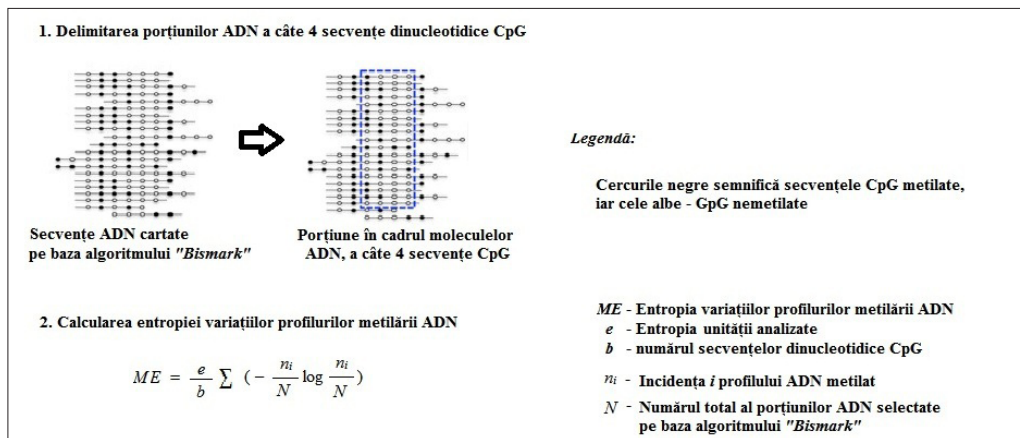 1. Delimitarea porțiunilor ADN a câte 4 secvențe dinucleotidice CpG
Secvențe ADN cartate
pe baza algoritmului "Bismark"
Porțiune în cadrul moleculelor
ADN, a câte 4 secvențe CpG
Legendă:
Cercurile negre semnifică secvențele CpG metilate,
iar cele albe - GpG nemetilate
2. Calcularea entropiei variațiilor profilurilor metilării ADN
ME = e/b ∑ (- nᵢ/N log nᵢ/N)
ME - Entropia variațiilor profilurilor metilării ADN
e - Entropia unității analizate
b - numărul secvențelor dinucleotidice CpG
nᵢ - Incidența i profilului ADN metilat
N - Numărul total al porțiunilor ADN selectate
pe baza algoritmului "Bismark"